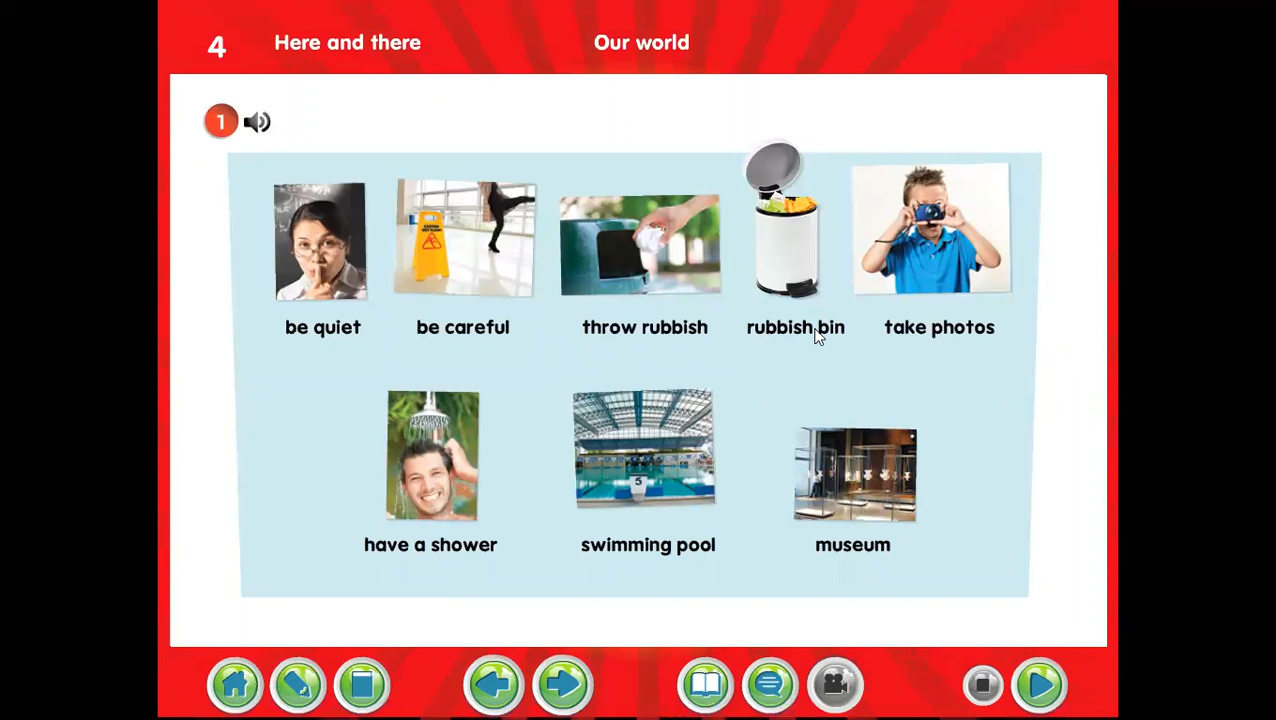 4 Here and there Our world
1
be quiet be careful throw rubbish rubbish bin take photos
have a shower swimming pool museum
5